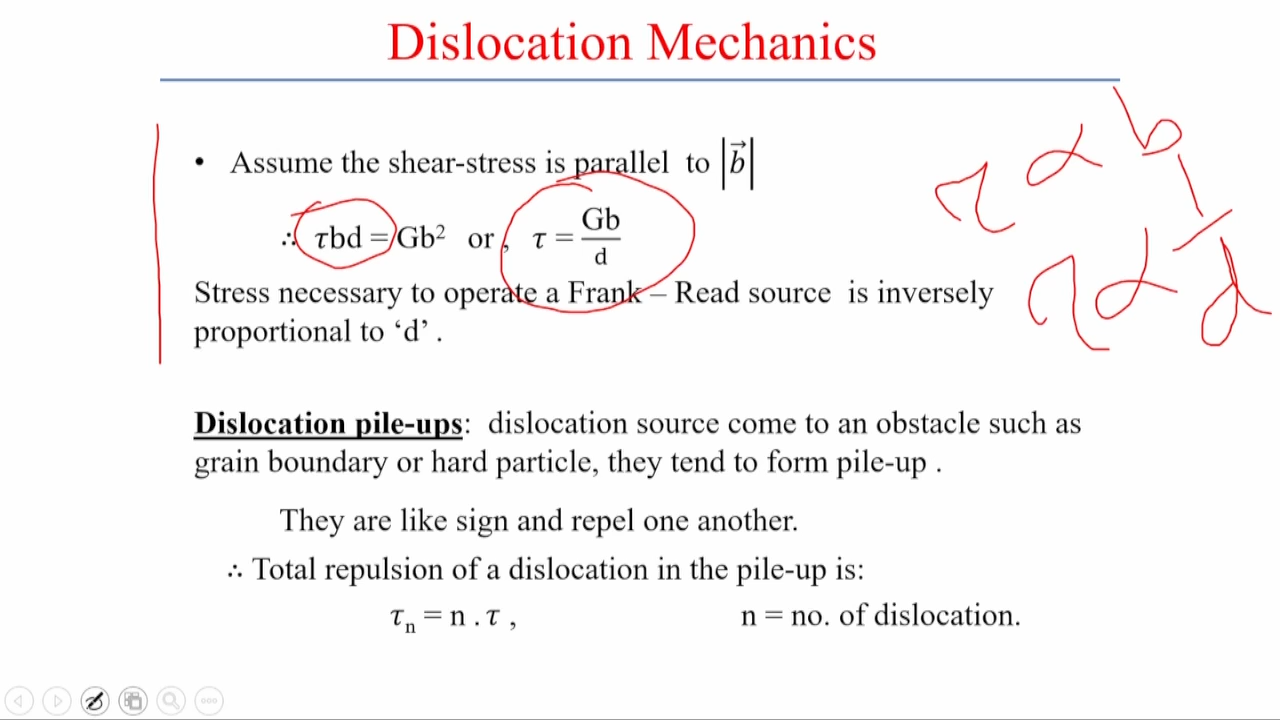 Dislocation Mechanics
• Assume the shear-stress is parallel to |b⃗|
∴ τbd = Gb² or , τ = Gb/d
τ α b
τ α 1/d
Stress necessary to operate a Frank – Read source is inversely
proportional to ‘d’ .
Dislocation pile-ups: dislocation source come to an obstacle such as
grain boundary or hard particle, they tend to form pile-up .
They are like sign and repel one another.
∴ Total repulsion of a dislocation in the pile-up is:
τₙ = n . τ , n = no. of dislocation.